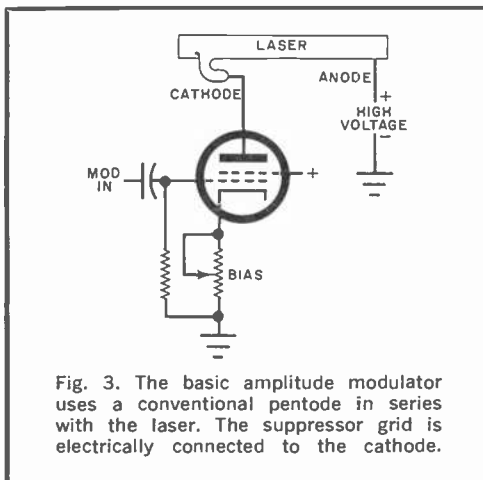 LASER
ANODE
CATHODE
+
HIGH
VOLTAGE
-
MOD
IN
+
BIAS
Fig. 3. The basic amplitude modulator
uses a conventional pentode in series
with the laser. The suppressor grid is
electrically connected to the cathode.